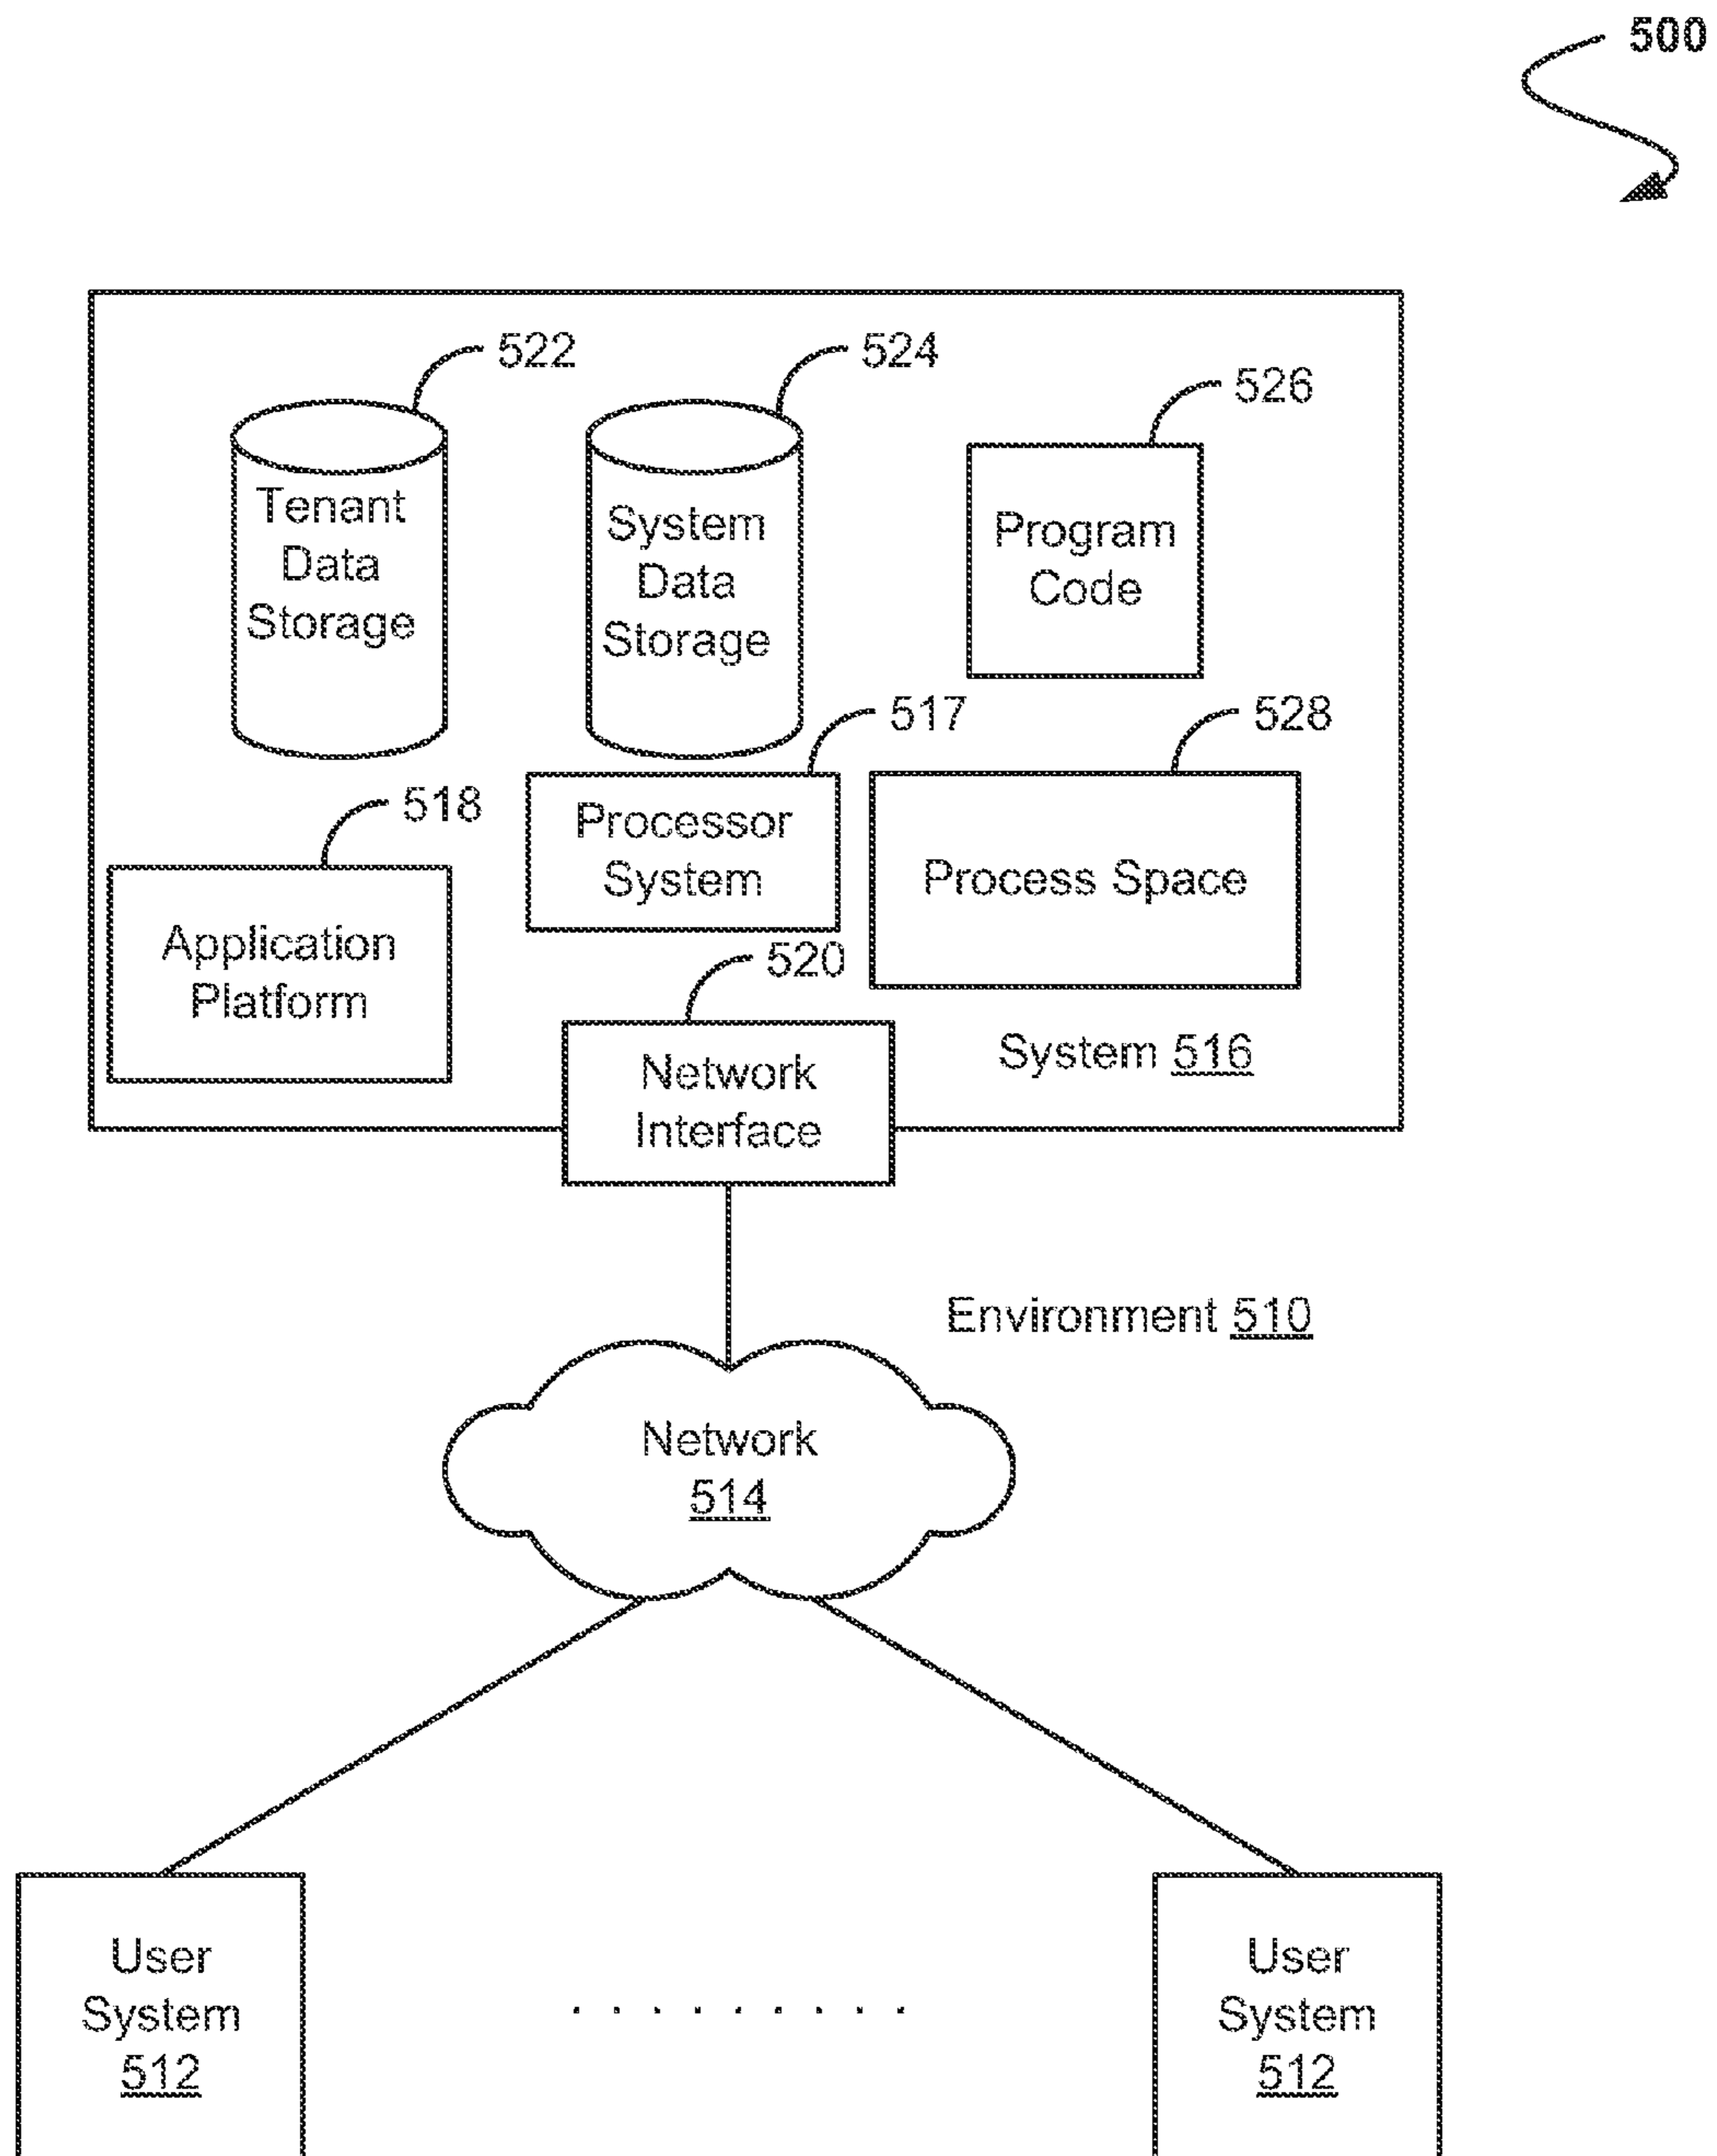 500
522
524
526
Tenant
Data
Storage
System
Data
Storage
Program
Code
517
528
518
Processor
System
Process Space
Application
Platform
520
Network
Interface
System 516
Environment 510
Network
514
User
System
512
. . . . . . . . .
User
System
512